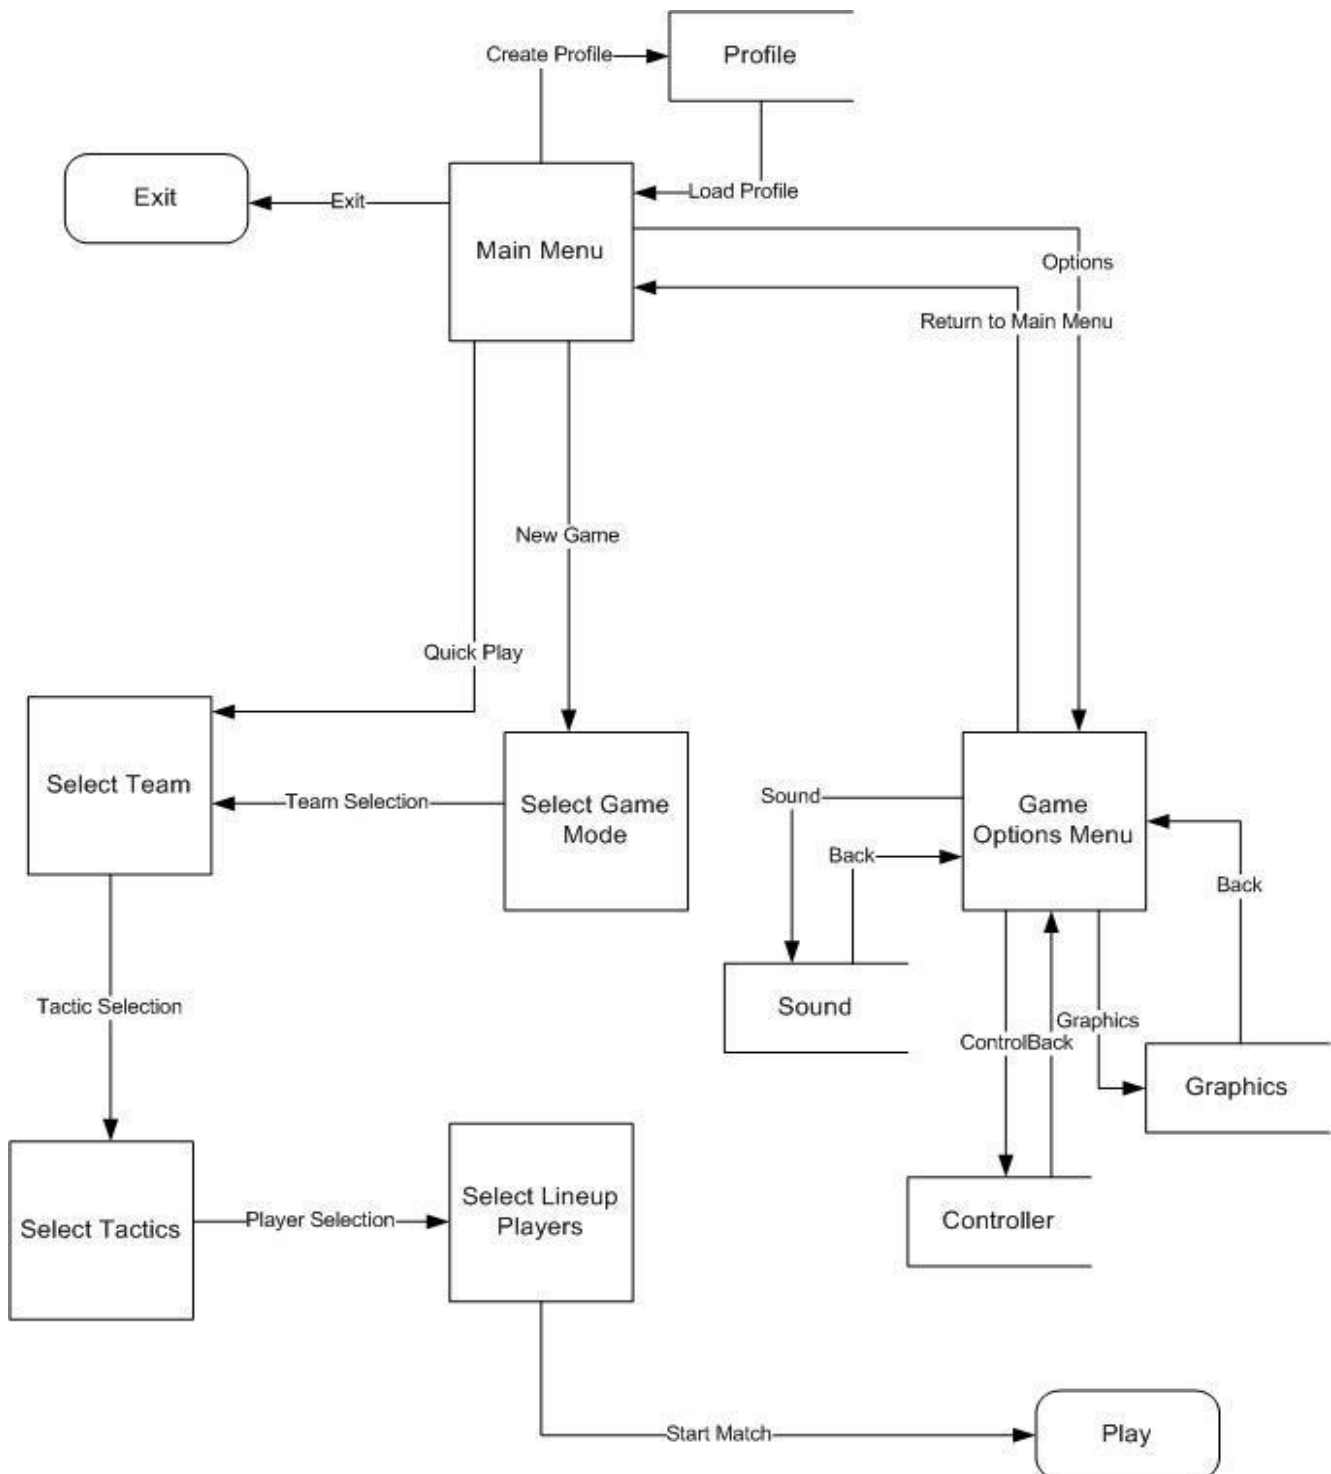 Create Profile
Profile
Exit
Exit
Load Profile
Main Menu
Options
Return to Main Menu
New Game
Quick Play
Select Team
Team Selection
Select Game
Mode
Sound
Game
Options Menu
Back
Back
Tactic Selection
Sound
Graphics
ControlBack
Graphics
Select Tactics
Player Selection
Select Lineup
Players
Controller
Start Match
Play